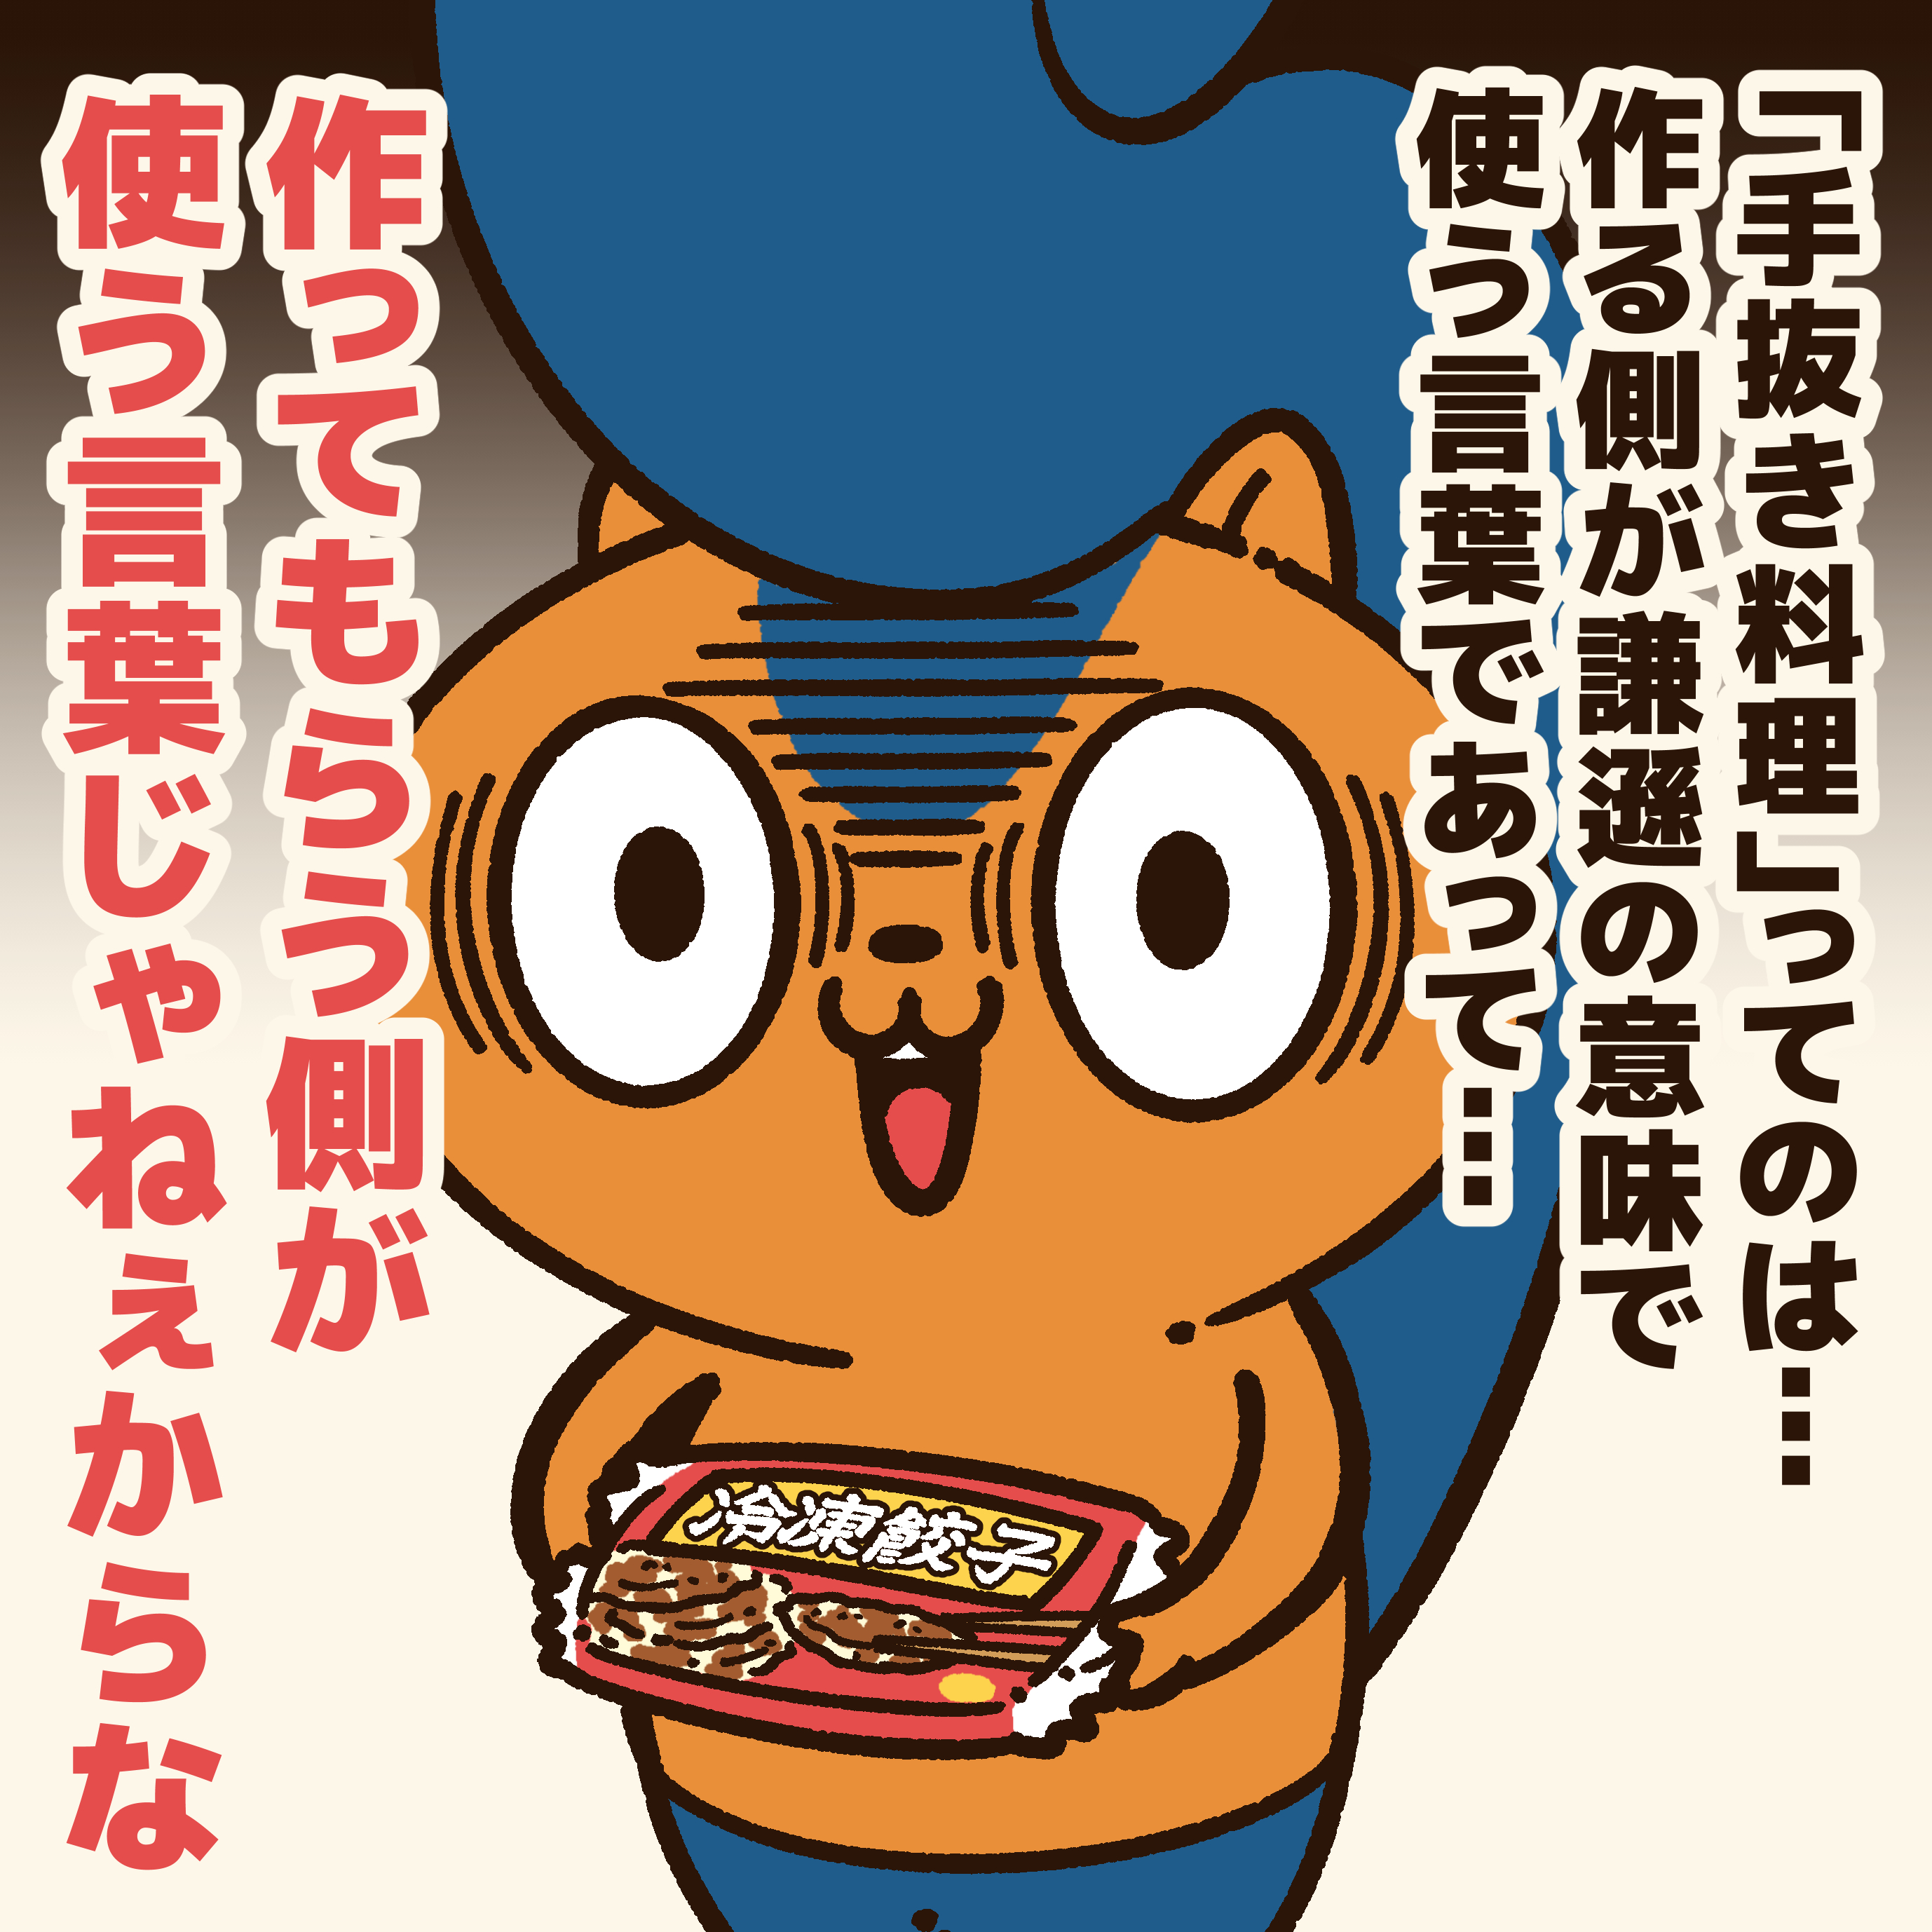 「手抜き料理」ってのは……
作る側が謙遜の意味で
使う言葉であって……
作ってもらう側が
使う言葉じゃねぇからな
冷凍餃子